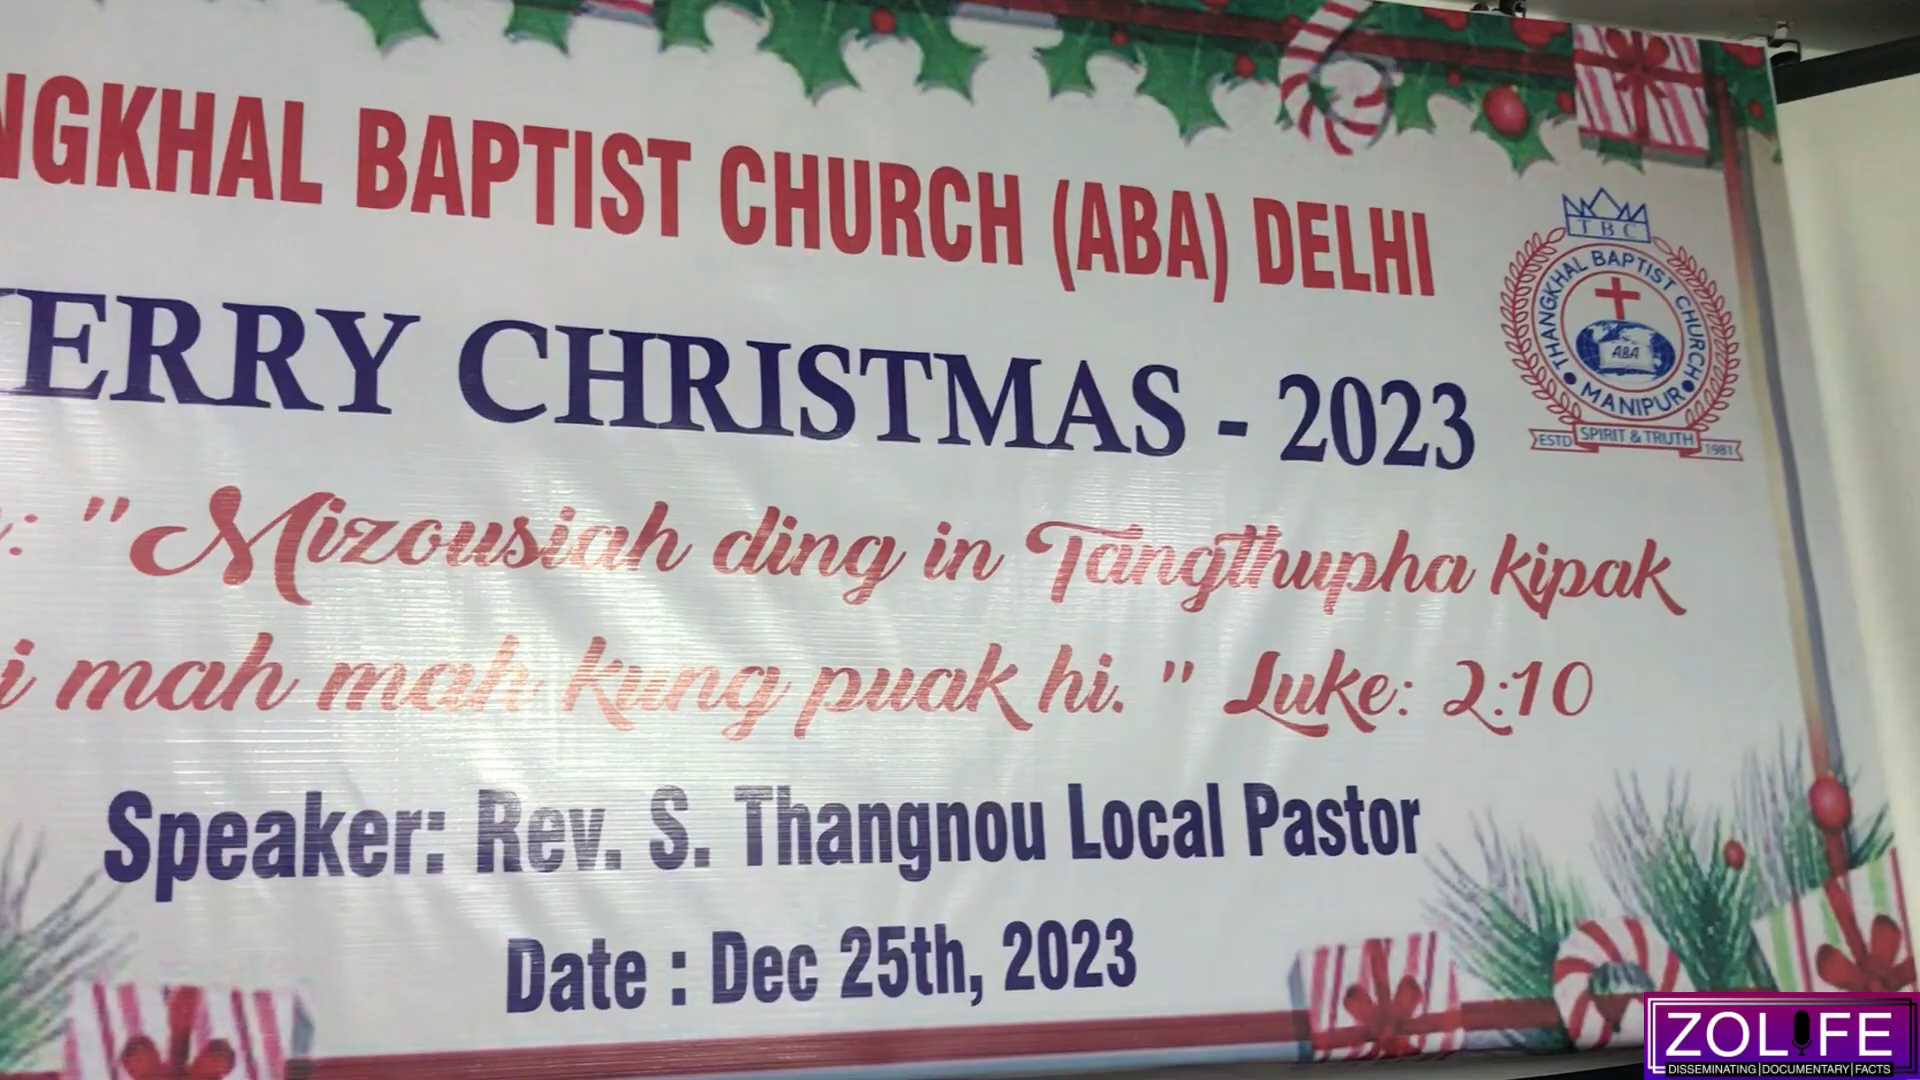 NGKHAL BAPTIST CHURCH (ABA) DELHI
ERRY CHRISTMAS - 2023
: "Mizousiah ding in Tangthupha kipak
i mah mah kung puak hi. " Luke: 2:10
Speaker: Rev. S. Thangnou Local Pastor
Date : Dec 25th, 2023
TBC
THANGKHAL BAPTIST CHURCH
ABA
MANIPUR
ESTD SPIRIT & TRUTH 1981
ZOLIFE
DISSEMINATING|DOCUMENTARY|FACTS